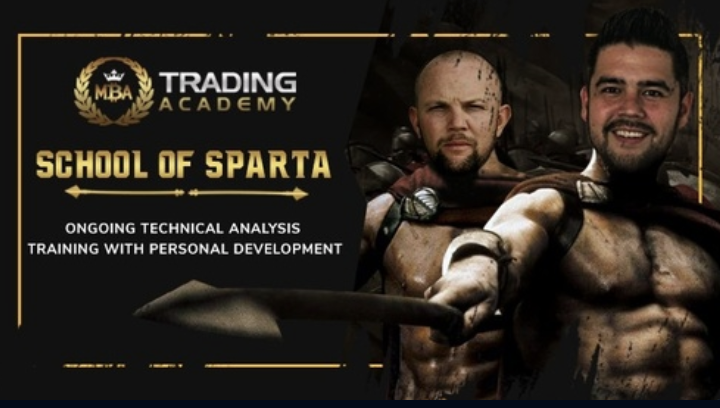 MBA
TRADING
ACADEMY
SCHOOL OF SPARTA
ONGOING TECHNICAL ANALYSIS
TRAINING WITH PERSONAL DEVELOPMENT